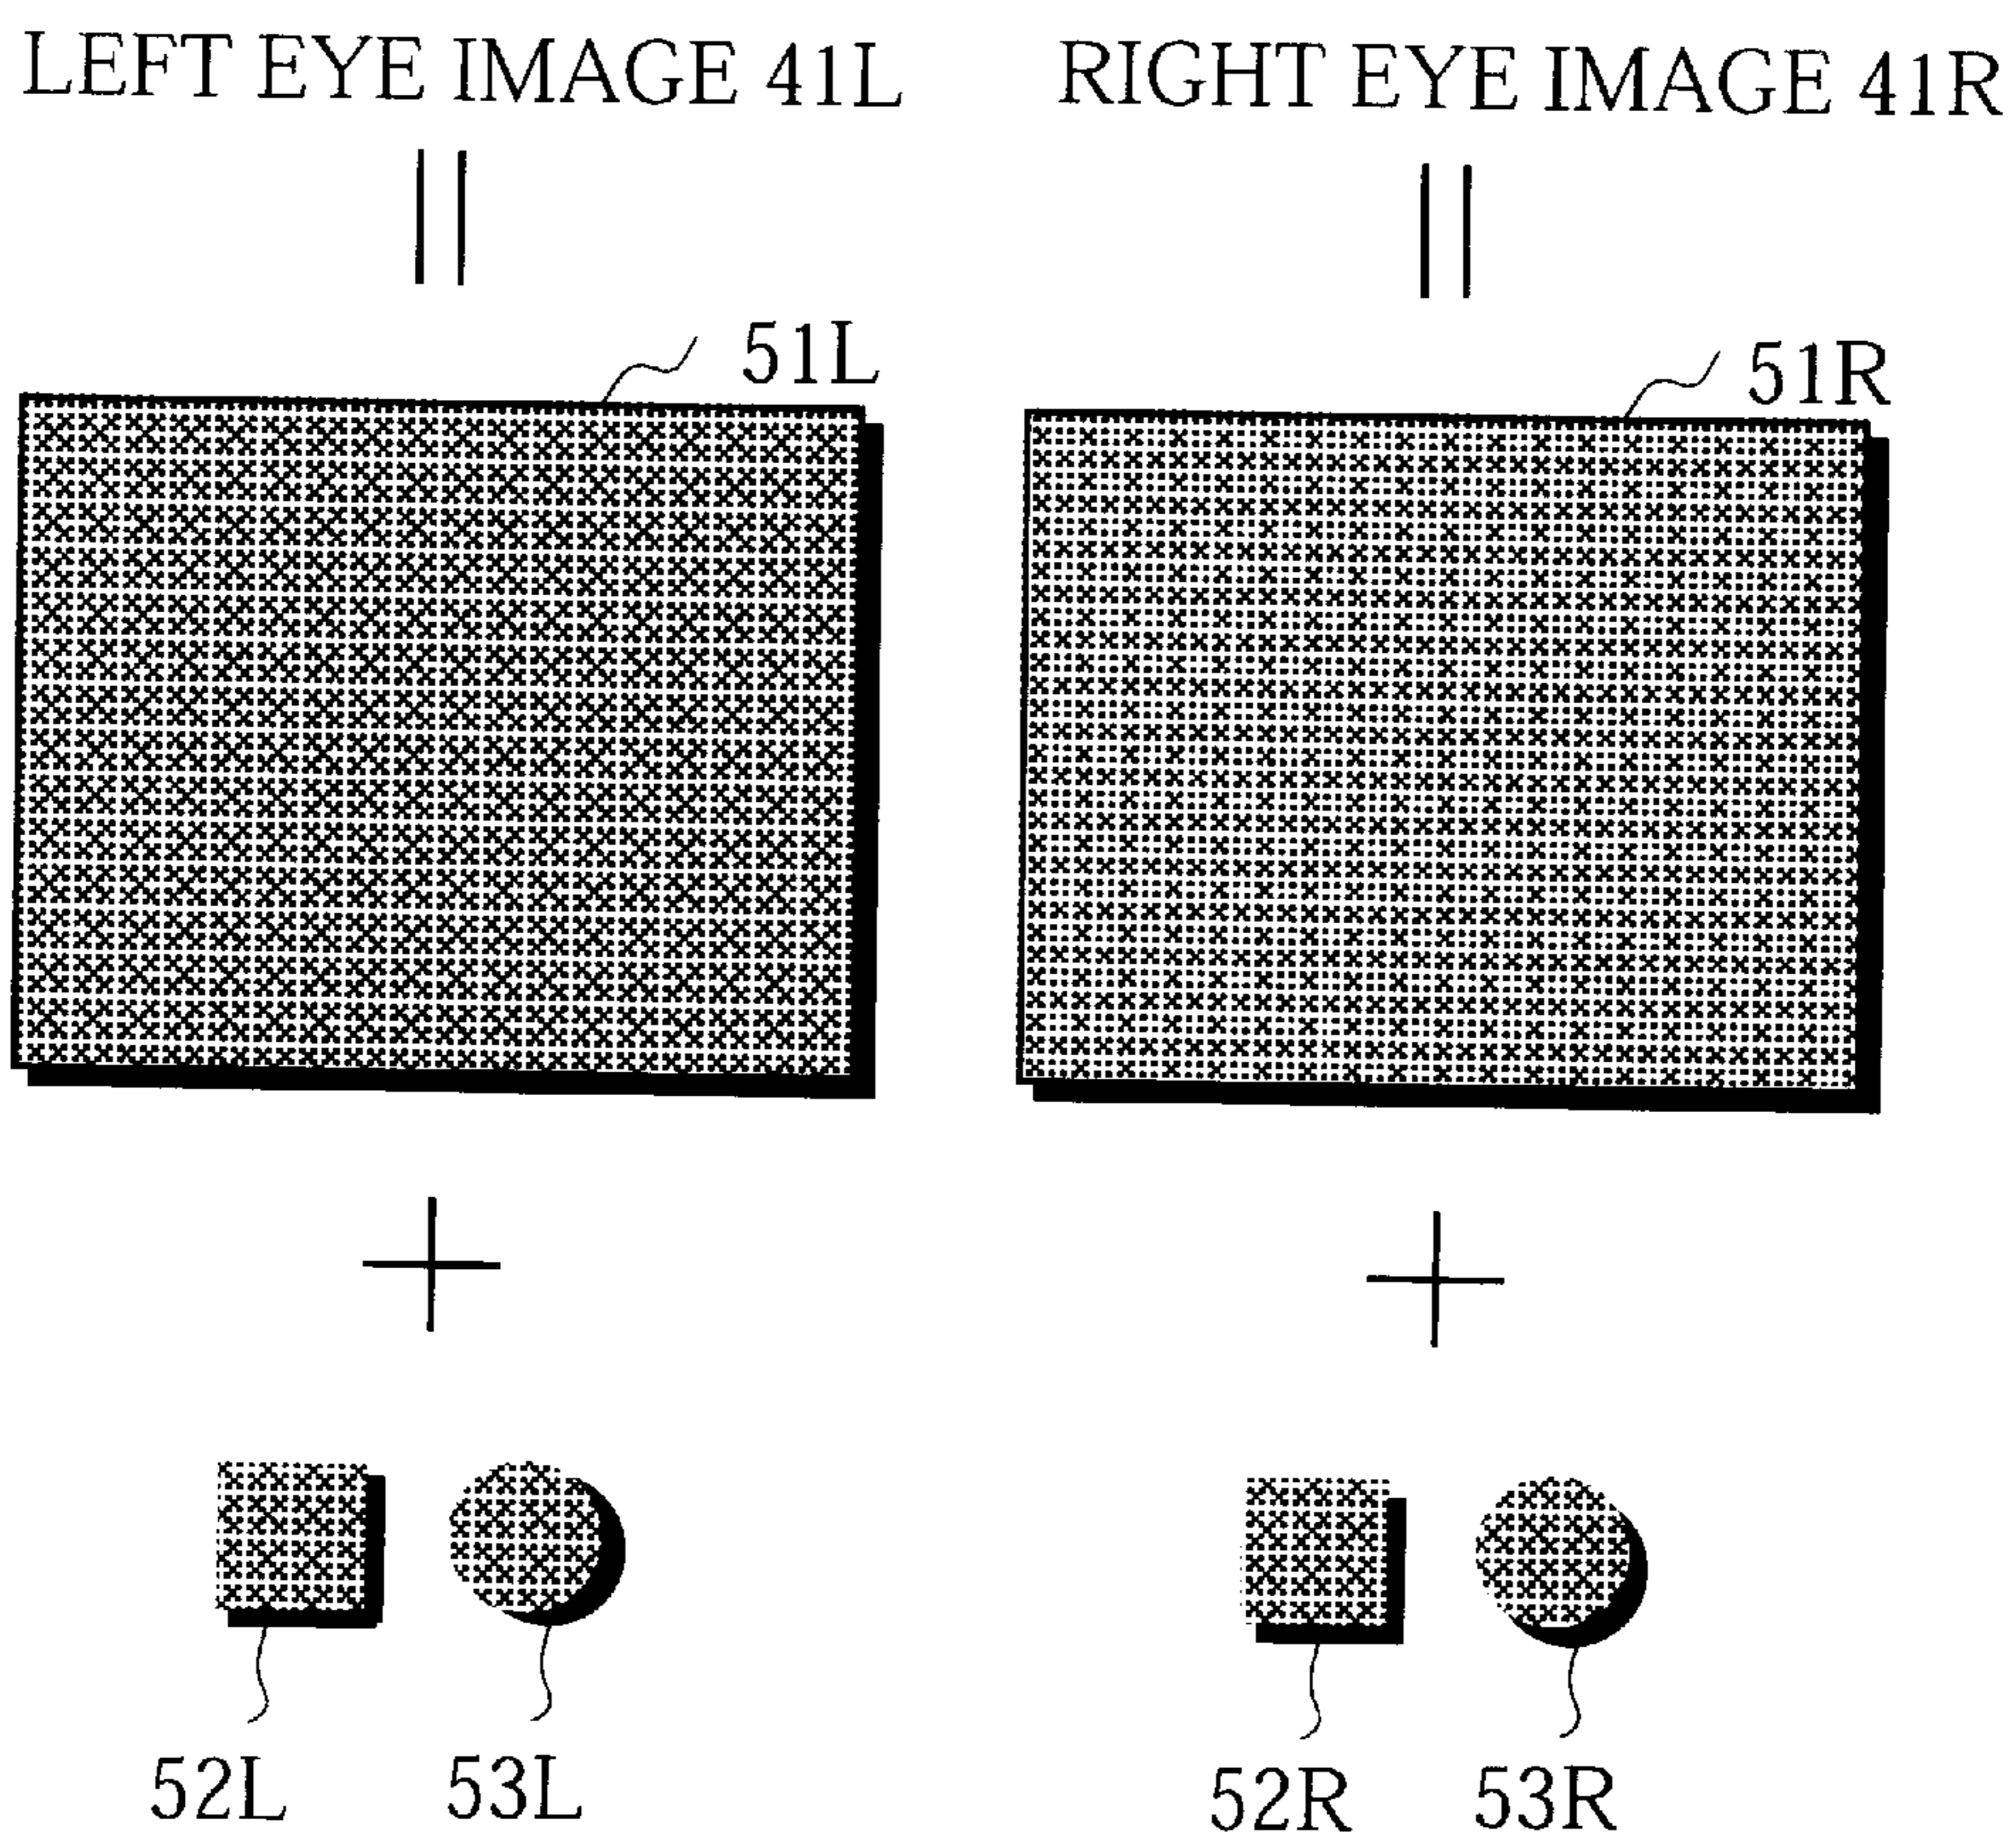 LEFT EYE IMAGE 41L
RIGHT EYE IMAGE 41R
51L
51R
52L
53L
52R
53R